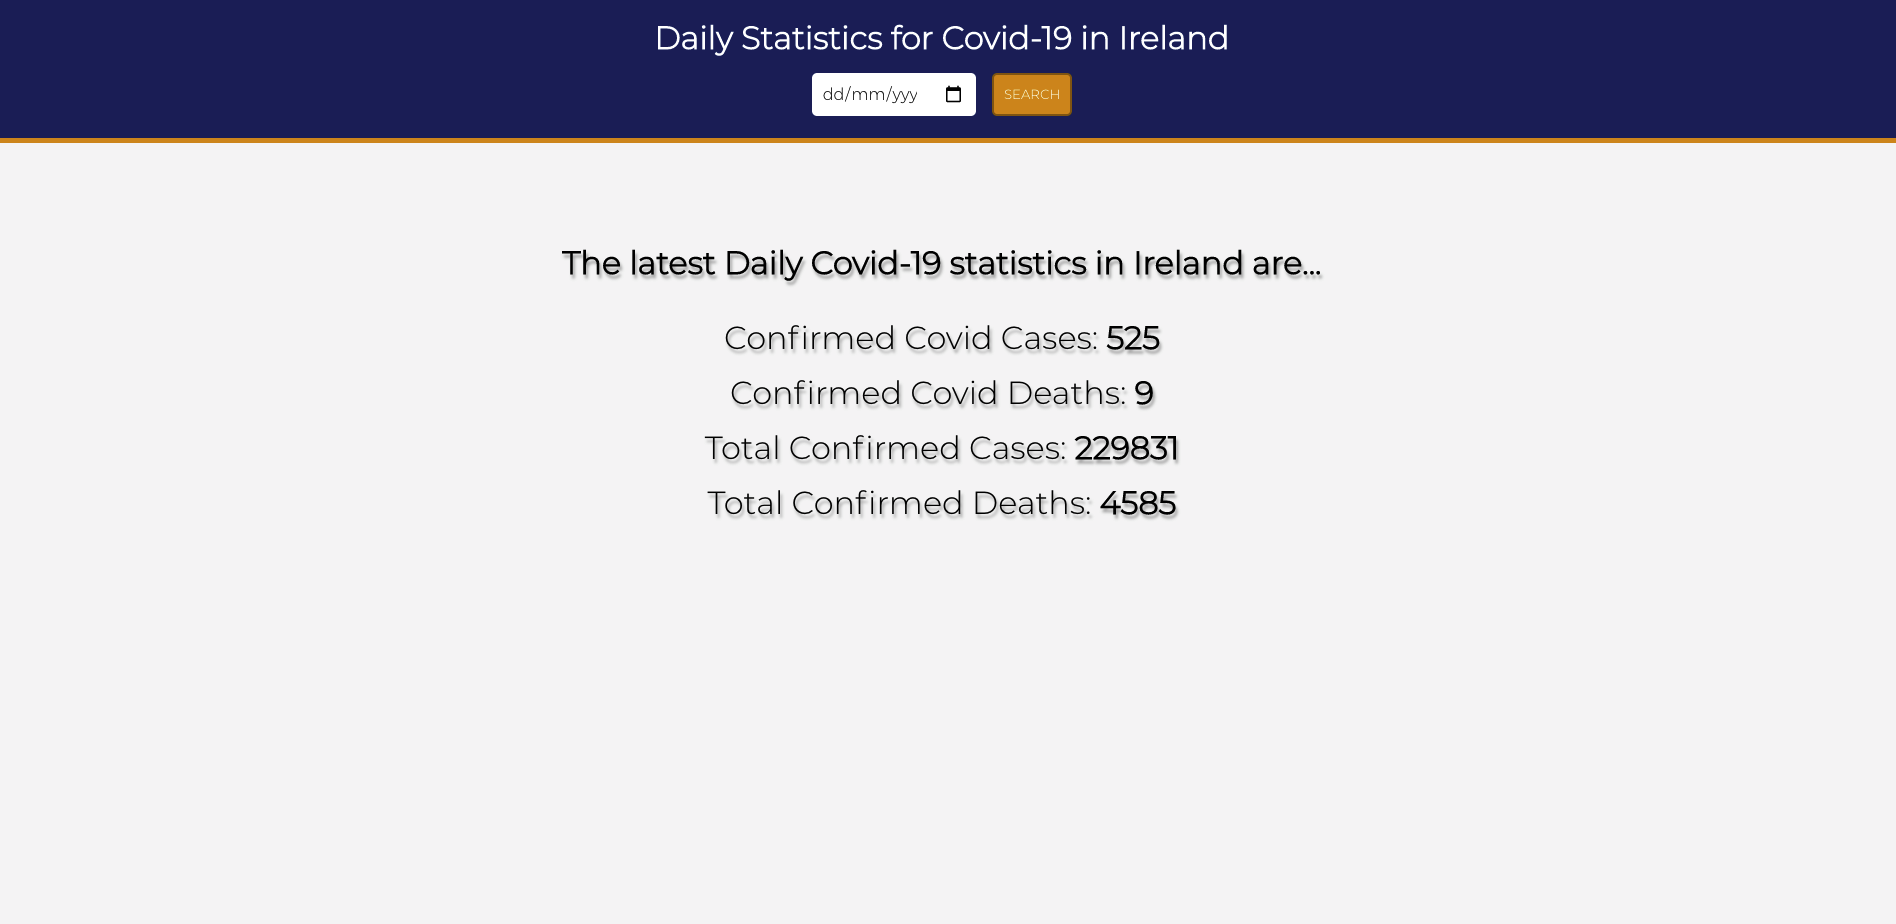 Daily Statistics for Covid-19 in Ireland
dd/mm/yyy
SEARCH
The latest Daily Covid-19 statistics in Ireland are...
Confirmed Covid Cases: 525
Confirmed Covid Deaths: 9
Total Confirmed Cases: 229831
Total Confirmed Deaths: 4585